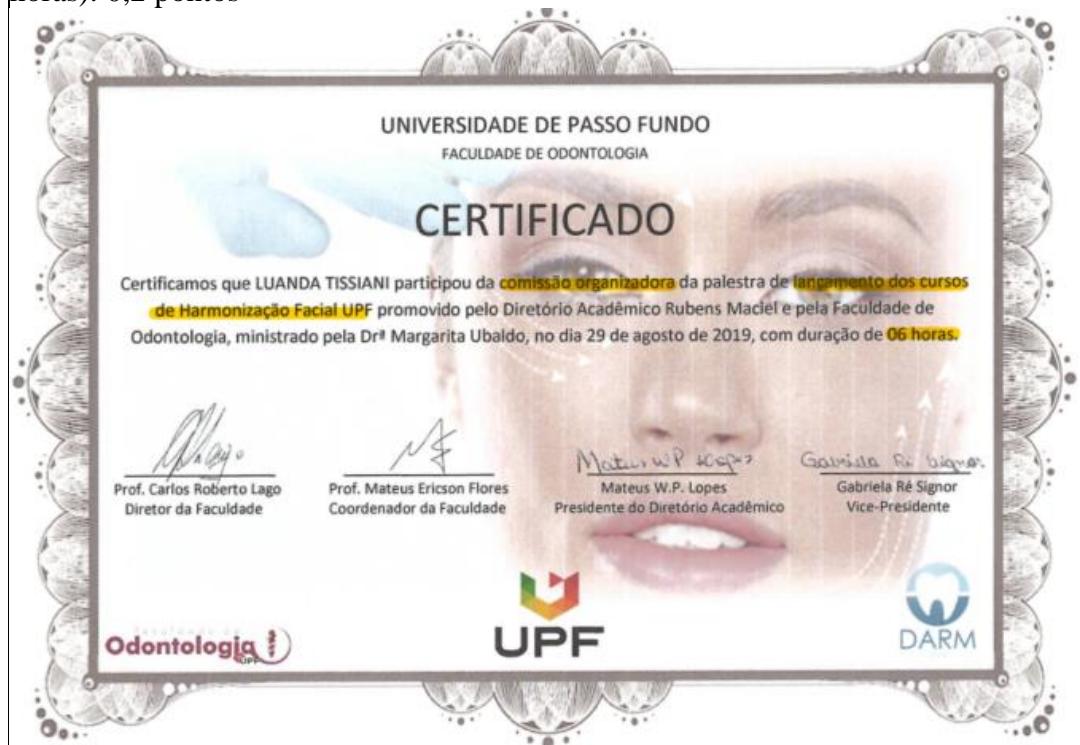 horas): 0,2 pontos
UNIVERSIDADE DE PASSO FUNDO
FACULDADE DE ODONTOLOGIA
CERTIFICADO
Certificamos que LUANDA TISSIANI participou da comissão organizadora da palestra de lançamento dos cursos
de Harmonização Facial UPF promovido pelo Diretório Acadêmico Rubens Maciel e pela Faculdade de
Odontologia, ministrado pela Drª Margarita Ubaldo, no dia 29 de agosto de 2019, com duração de 06 horas.
Mateus W P Lopes
Gabriela Ré Signor
Prof. Carlos Roberto Lago
Diretor da Faculdade
Prof. Mateus Ericson Flores
Coordenador da Faculdade
Mateus W.P. Lopes
Presidente do Diretório Acadêmico
Gabriela Ré Signor
Vice-Presidente
Odontologia
UPF
UPF
DARM